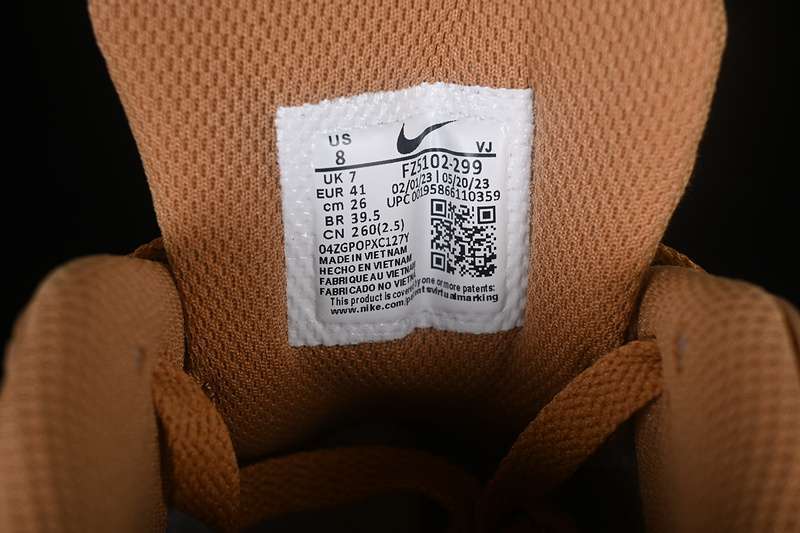 US
8
VJ
UK 7
EUR 41
cm 26
BR 39.5
CN 260(2.5)
FZ5102-299
02/01/23 | 05/20/23
UPC 00195866110359
04ZGPOPXC127Y
MADE IN VIETNAM
HECHO EN VIETNAM
FABRIQUE AU VIETNAM
FABRICADO NO VIETNAM
This product is covered by one or more patents:
www.nike.com/patentsvirtualmarking